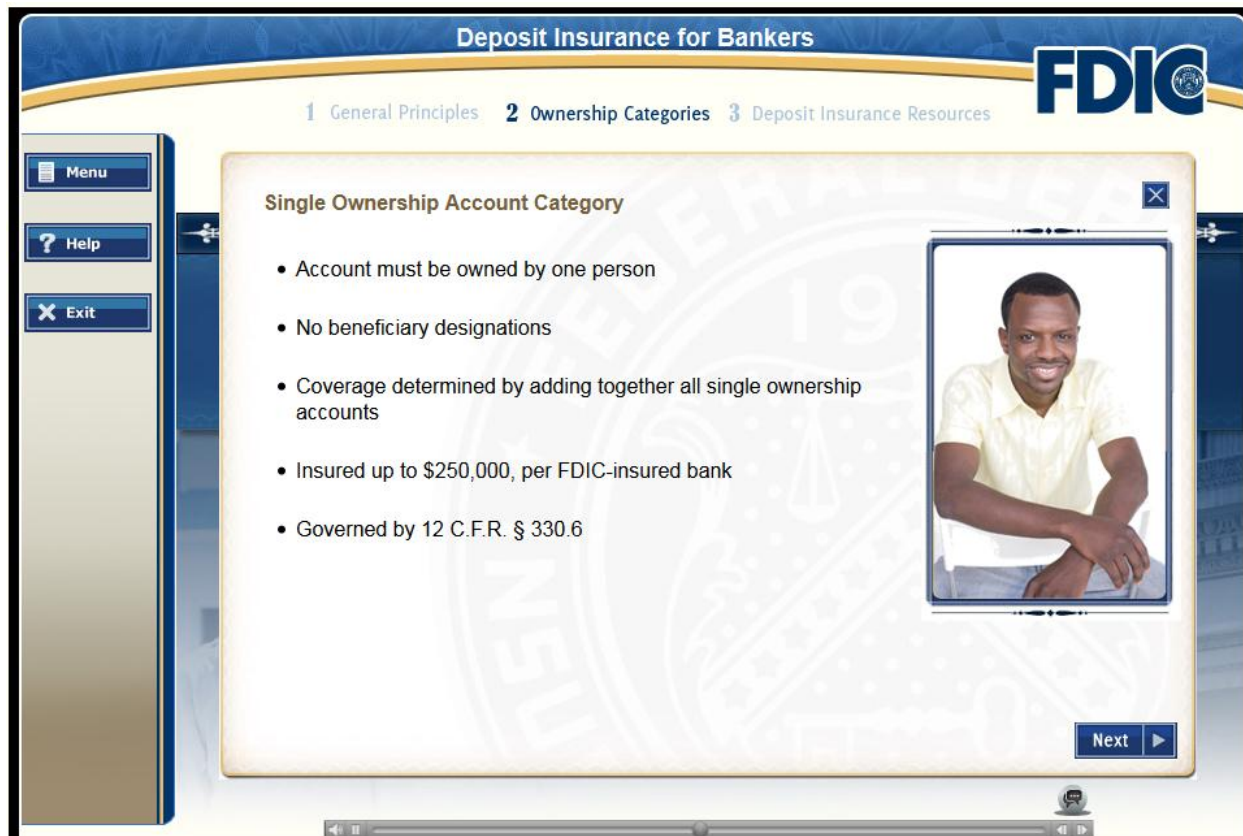 Deposit Insurance for Bankers
FDIC
1 General Principles 2 Ownership Categories 3 Deposit Insurance Resources
Menu
? Help
Exit
Single Ownership Account Category
• Account must be owned by one person
• No beneficiary designations
• Coverage determined by adding together all single ownership
accounts
• Insured up to $250,000, per FDIC-insured bank
• Governed by 12 C.F.R. § 330.6
Next